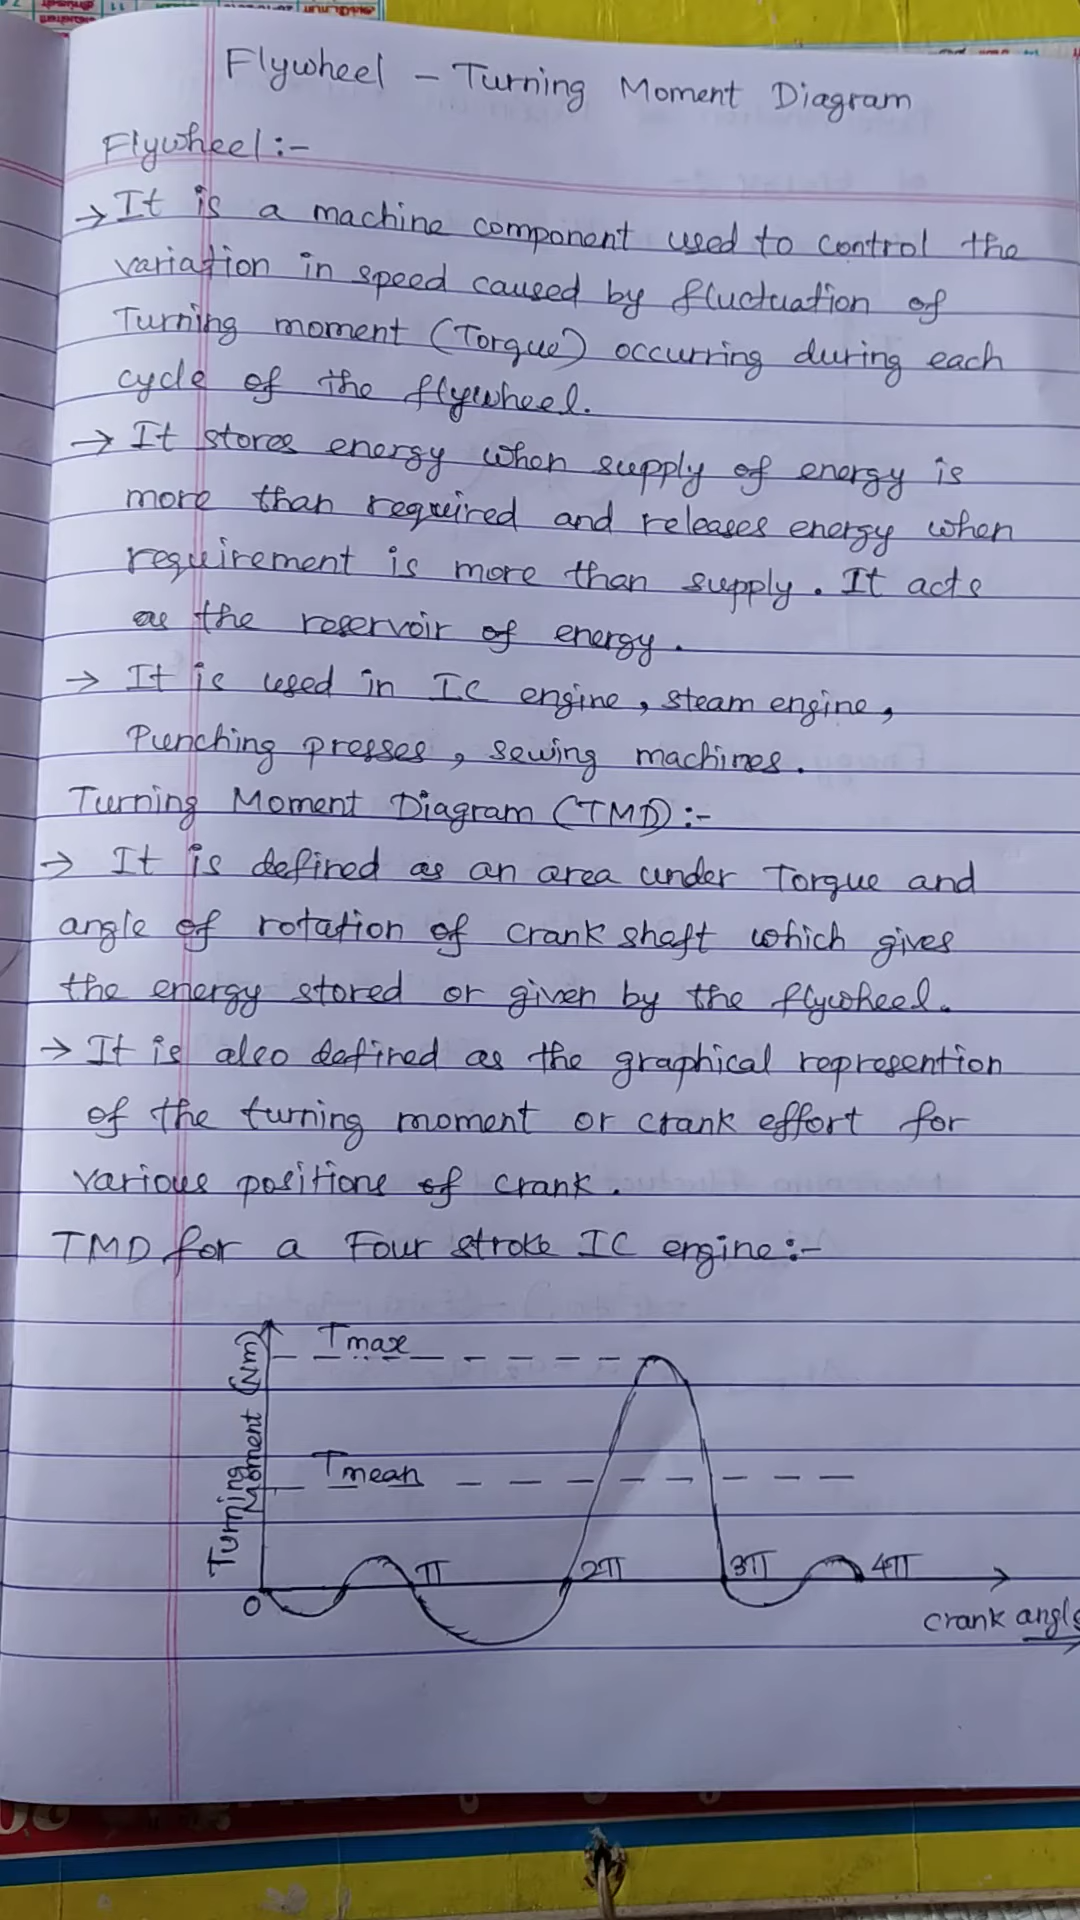 Flywheel - Turning Moment Diagram
Flywheel :-
→ It is a machine component used to control the
variation in speed caused by fluctuation of
Turning moment (Torque) occurring during each
cycle of the flywheel.
→ It stores energy when supply of energy is
more than required and releases energy when
requirement is more than supply. It acts
as the reservoir of energy.
→ It is used in IC engine, steam engine,
Punching presses, sewing machines.
Turning Moment Diagram (TMD) :-
→ It is defined as an area under Torque and
angle of rotation of crank shaft which gives
the energy stored or given by the flywheel.
→ It is also defined as the graphical represention
of the turning moment or crank effort for
various positions of crank.
TMD for a Four stroke IC engine :-
Turning Moment (Nm)
Tmax
Tmean
0 π 2π 3π 4π
crank angle